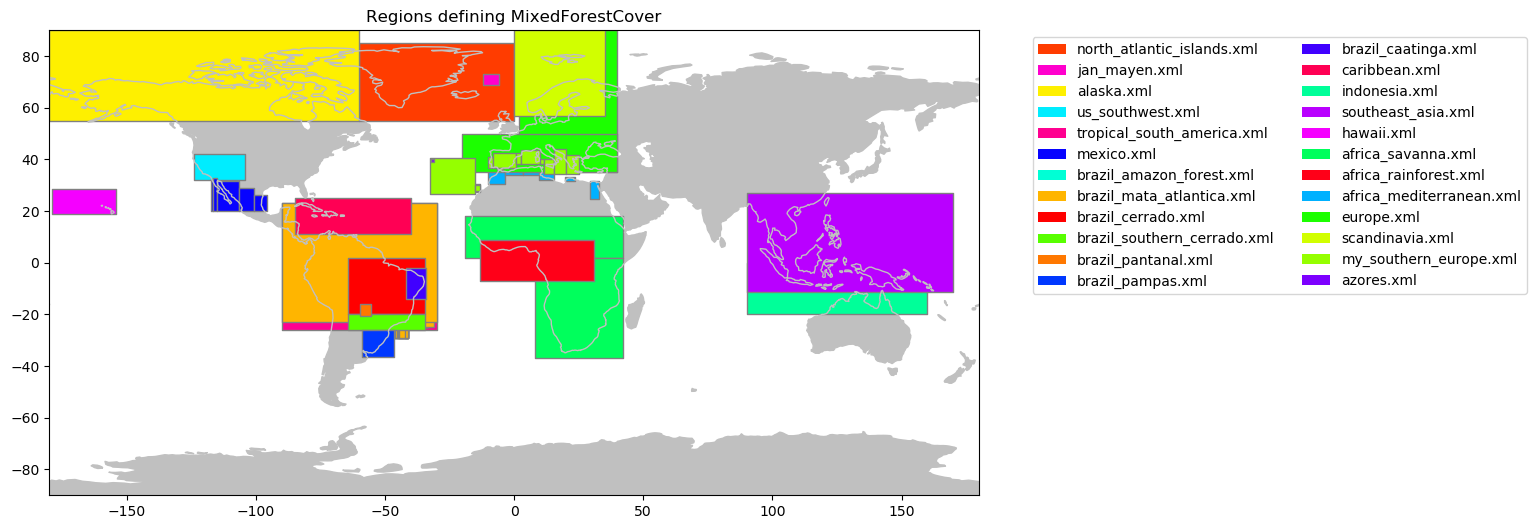 Regions defining MixedForestCover
80
60
40
20
0
−20
−40
−60
−80
−150
−100
−50
0
50
100
150
north_atlantic_islands.xml
jan_mayen.xml
alaska.xml
us_southwest.xml
tropical_south_america.xml
mexico.xml
brazil_amazon_forest.xml
brazil_mata_atlantica.xml
brazil_cerrado.xml
brazil_southern_cerrado.xml
brazil_pantanal.xml
brazil_pampas.xml
brazil_caatinga.xml
caribbean.xml
indonesia.xml
southeast_asia.xml
hawaii.xml
africa_savanna.xml
africa_rainforest.xml
africa_mediterranean.xml
europe.xml
scandinavia.xml
my_southern_europe.xml
azores.xml